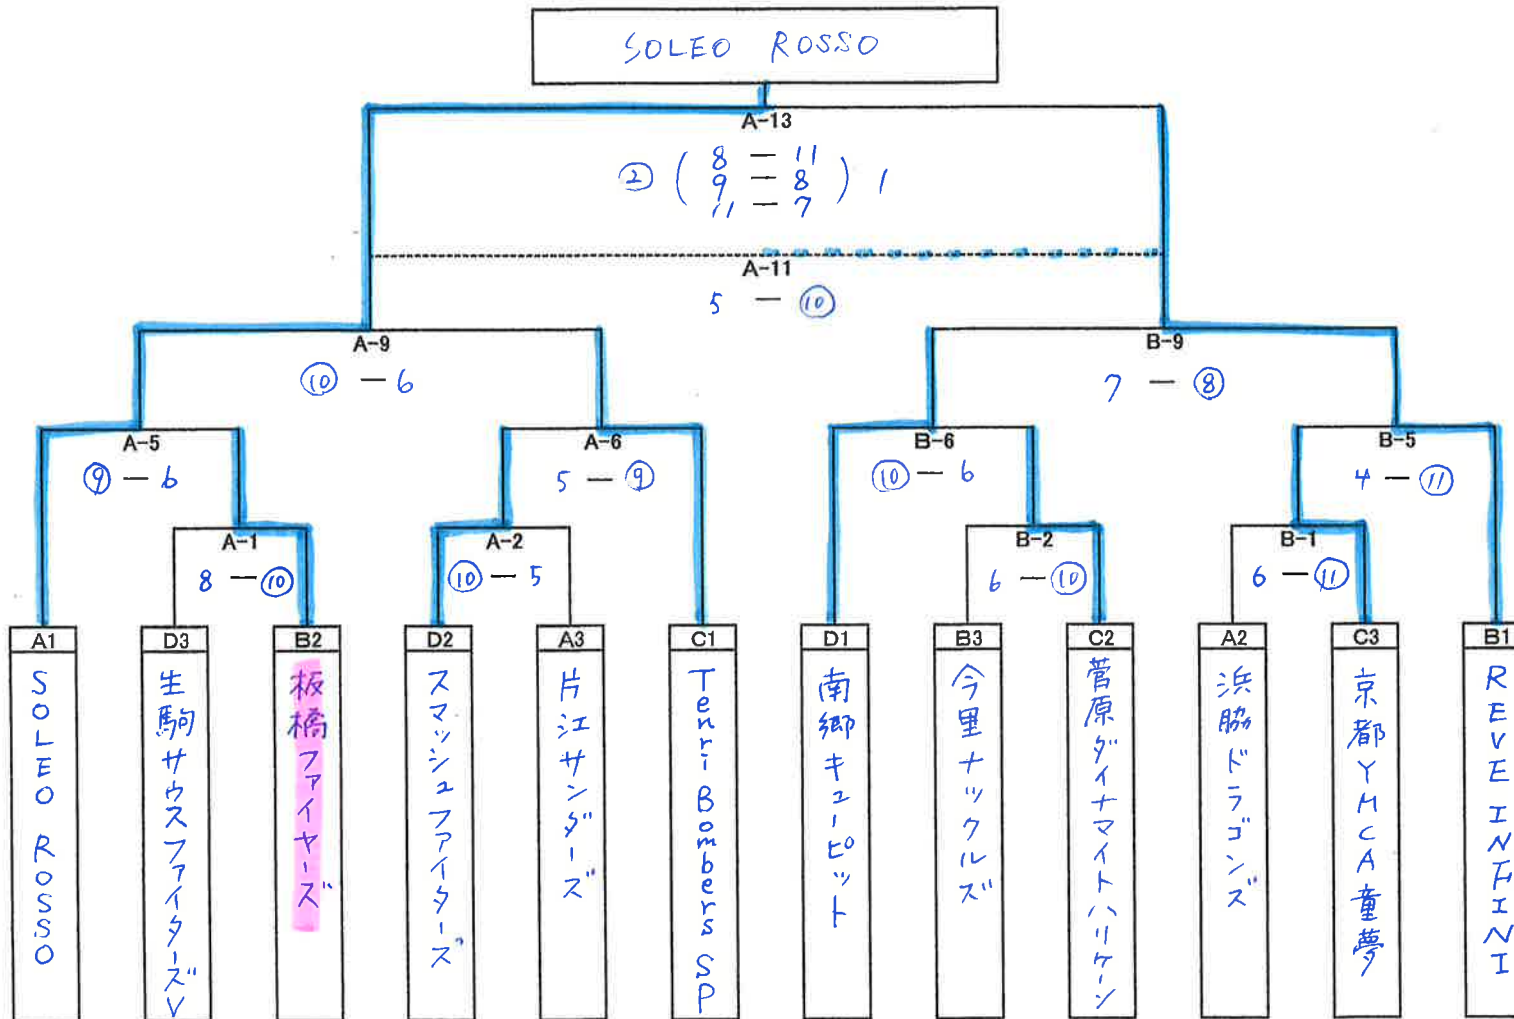 SOLEO ROSSO
A-13
② ( 8 — 11
9 — 8
11 — 7 ) 1
A-11
5 — ⑩
A-9
⑩ — 6
B-9
7 — ⑧
A-5
⑨ — 6
A-6
5 — ⑨
B-6
⑩ — 6
B-5
4 — ⑪
A-1
8 — ⑩
A-2
⑩ — 5
B-2
6 — ⑩
B-1
6 — ⑪
A1
SOLEO ROSSO
D3
生駒サウスファイターズV
B2
板橋ファイヤーズ
D2
スマッシュファイターズ
A3
片江サンダーズ
C1
Tenri Bombers SP
D1
南郷キューピット
B3
今里ナックルズ
C2
菅原ダイナマイトハリケーン
A2
浜脇ドラゴンズ
C3
京都YMCA童夢
B1
REVE INFINI